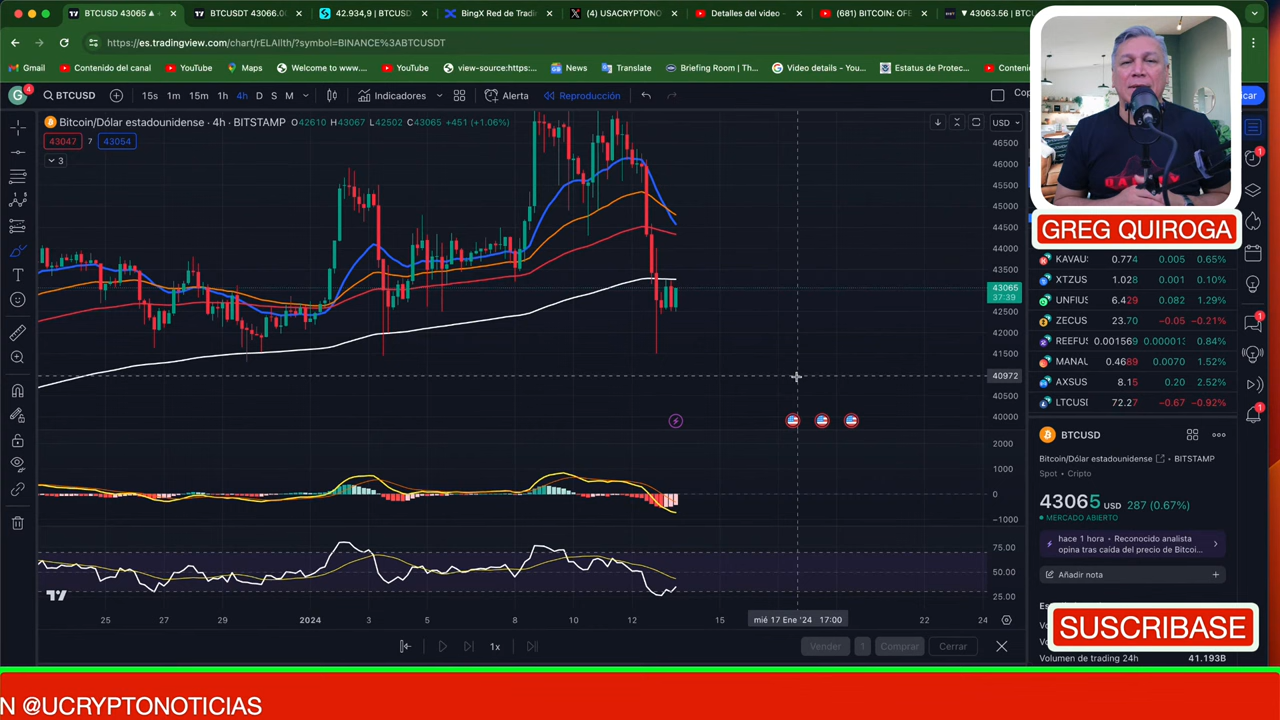 BTCUSD 43065 ▲ +
BTCUSDT 43066.00
42.934,9 | BTCUSD
BingX Red de Tradi
(4) USACRYPTONO
Detalles del video -
(681) BITCOIN: OFE
▼ 43063.56 | BTC
https://es.tradingview.com/chart/rELAIlth/?symbol=BINANCE%3ABTCUSDT
Gmail
Contenido del canal
YouTube
Maps
Welcome to www....
YouTube
view-source:https:...
News
Translate
Briefing Room | Th...
Video details - You...
Estatus de Protec...
G
4
BTCUSD
15s 1m 15m 1h 4h D S M
Indicadores
Alerta
Reproducción
Bitcoin/Dólar estadounidense · 4h · BITSTAMP O42610 H43067 L42502 C43065 +451 (+1.06%)
USD
43047 7 43054
3
46500
46000
45500
45000
44500
44000
43500
43065
37:39
42500
42000
41500
40972
40500
40000
2000
1000
0
−1000
75.00
50.00
25.00
25 27 29 2024 3 5 8 10 12 15 mié 17 Ene '24 17:00 22 24
1x
Vender 1 Comprar Cerrar
GREG QUIROGA
KAVAUS 0.774 0.005 0.65%
XTZUS 1.028 0.001 0.10%
UNFIUS 6.429 0.082 1.29%
ZECUS 23.70 −0.05 −0.21%
REEFUS 0.001569 0.000013 0.84%
MANAU 0.4689 0.0070 1.52%
AXSUS 8.15 0.20 2.52%
LTCUSD 72.27 −0.67 −0.92%
BTCUSD
Bitcoin/Dólar estadounidense · BITSTAMP
Spot · Cripto
43065 USD 287 (0.67%)
MERCADO ABIERTO
hace 1 hora · Reconocido analista
opina tras caída del precio de Bitcoi...
Añadir nota
SUSCRIBASE
Volumen de trading 24h 41.193B
N @UCRYPTONOTICIAS